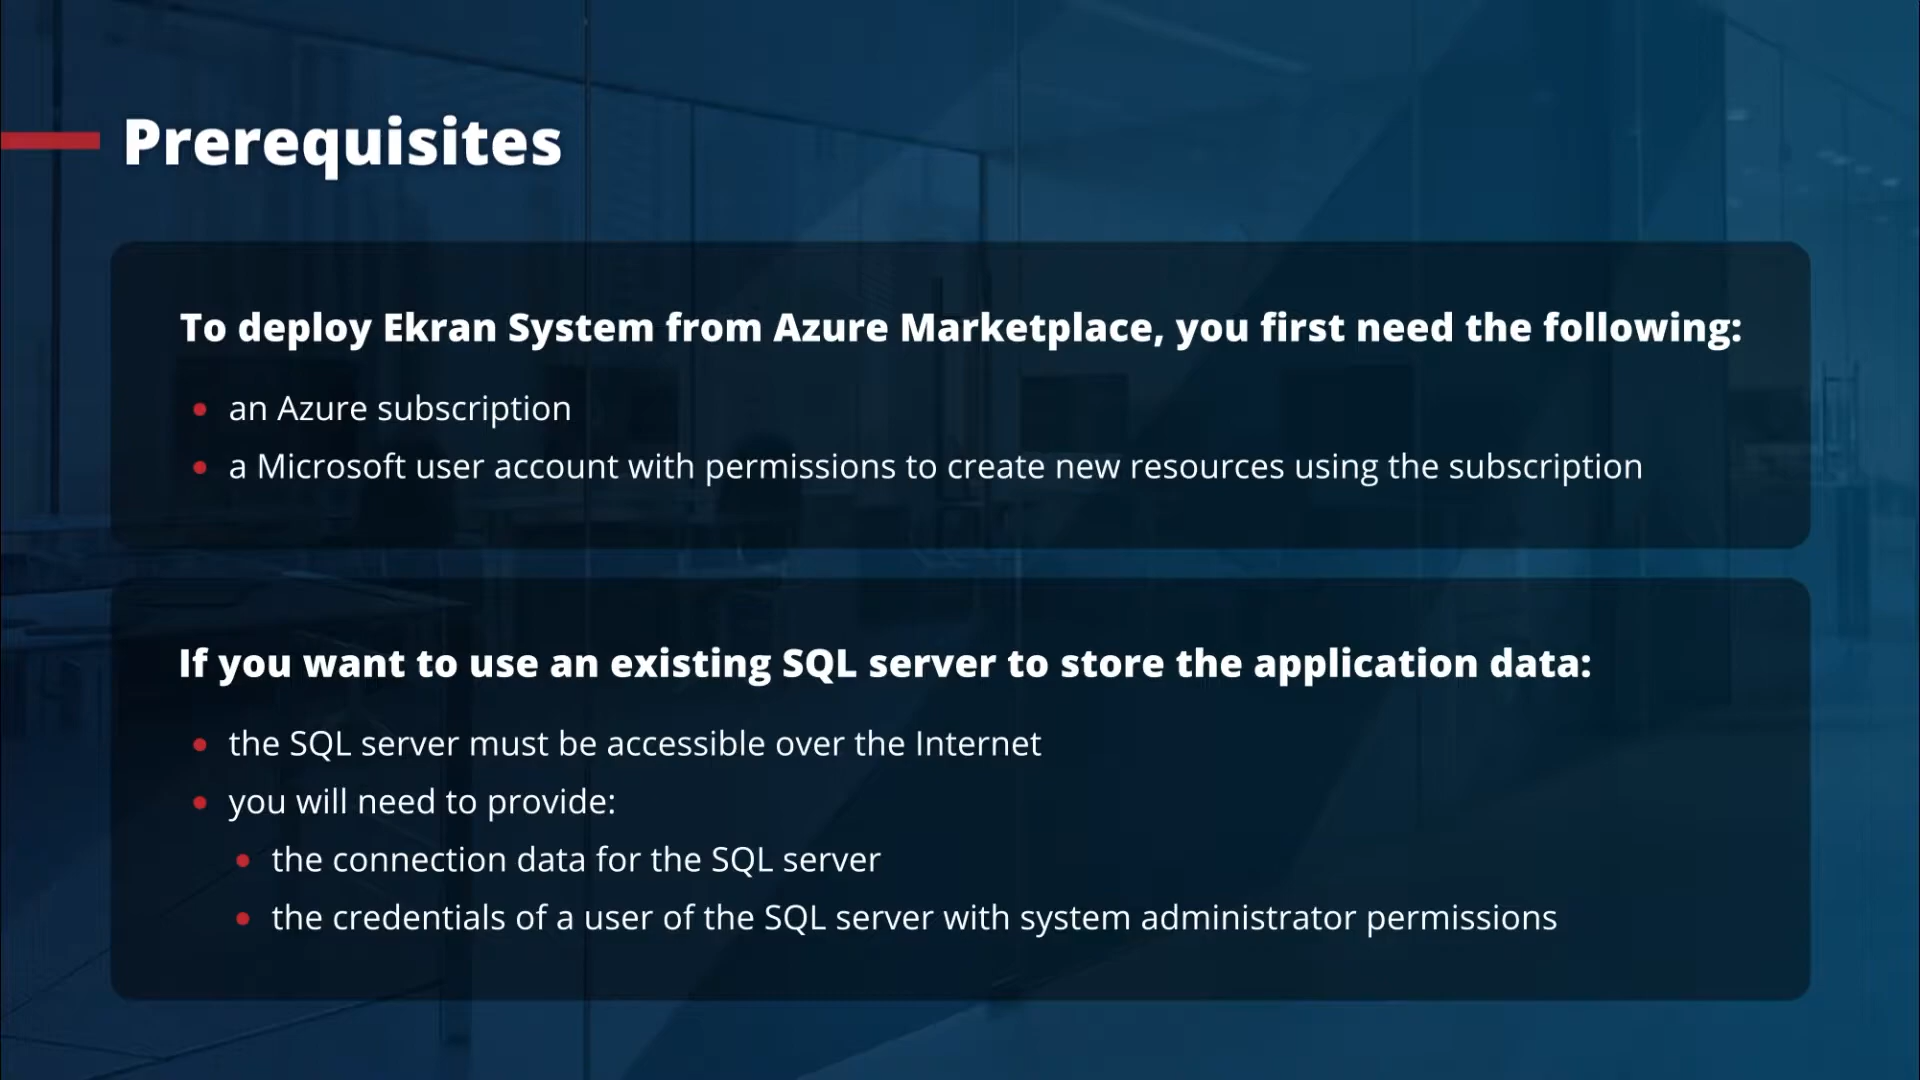 Prerequisites
To deploy Ekran System from Azure Marketplace, you first need the following:
an Azure subscription
a Microsoft user account with permissions to create new resources using the subscription
If you want to use an existing SQL server to store the application data:
the SQL server must be accessible over the Internet
you will need to provide:
the connection data for the SQL server
the credentials of a user of the SQL server with system administrator permissions